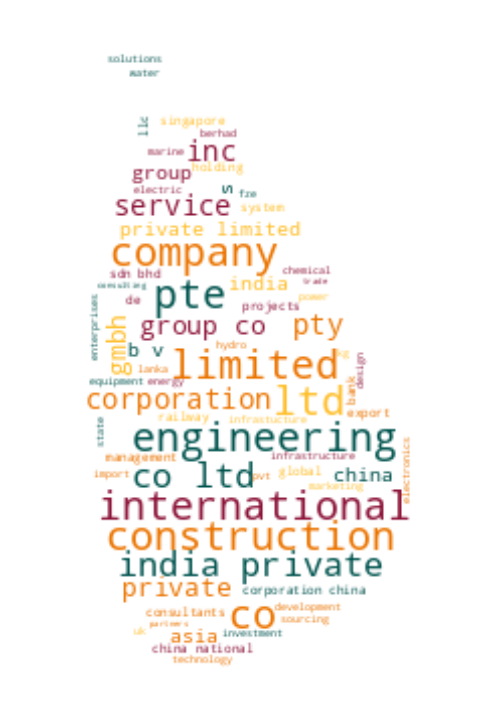 solutions
water
llc
singapore
berhad
marine
inc
holding
group
electric
s
fze
service
system
private limited
company
sdn bhd
chemical
trade
consulting
pte
india
de
power
projects
enterprises
group co
pty
gmbh
b v
hydro
limited
kg
lanka
design
equipment
energy
bank
corporation
ltd
export
railway
infrastucture
state
engineering
management
infrastructure
electronics
import
co ltd
pvt
global
china
marketing
international
construction
india private
private
corporation china
consultants
co
development
partners
sourcing
uk
asia
investment
china national
technology